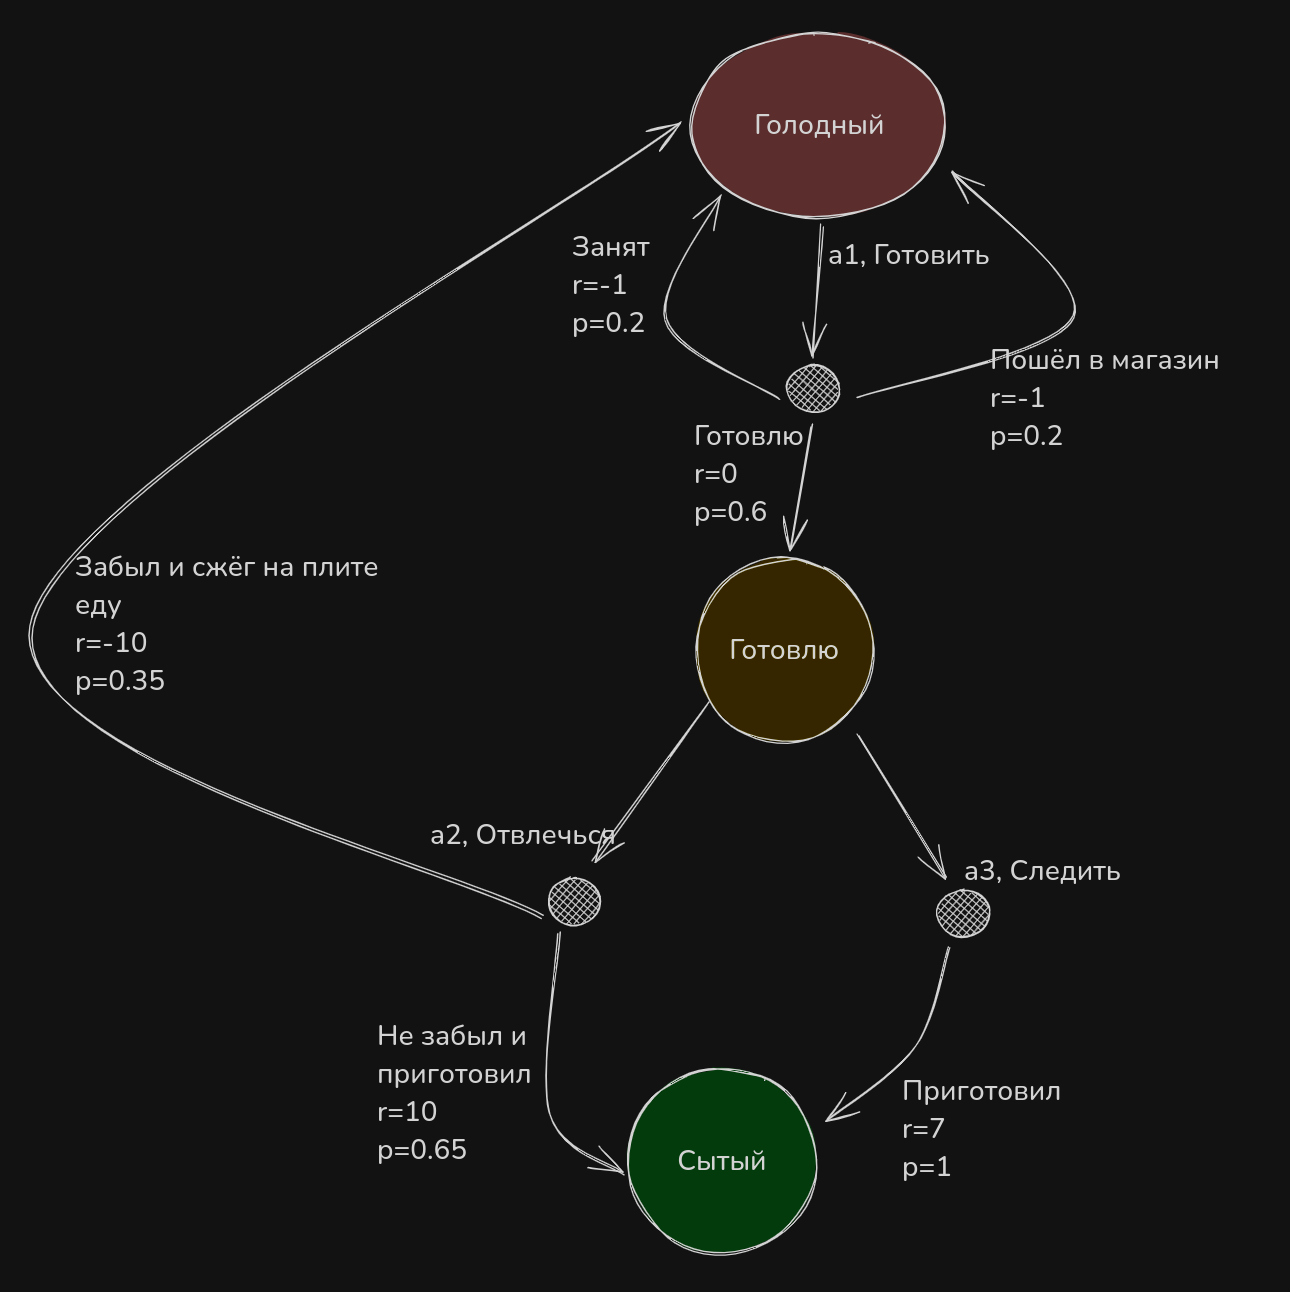 Голодный
Занят
r=-1
p=0.2
a1, Готовить
Пошёл в магазин
r=-1
p=0.2
Готовлю
r=0
p=0.6
Забыл и сжёг на плите
еду
r=-10
p=0.35
Готовлю
a2, Отвлечься
a3, Следить
Не забыл и
приготовил
r=10
p=0.65
Приготовил
r=7
p=1
Сытый